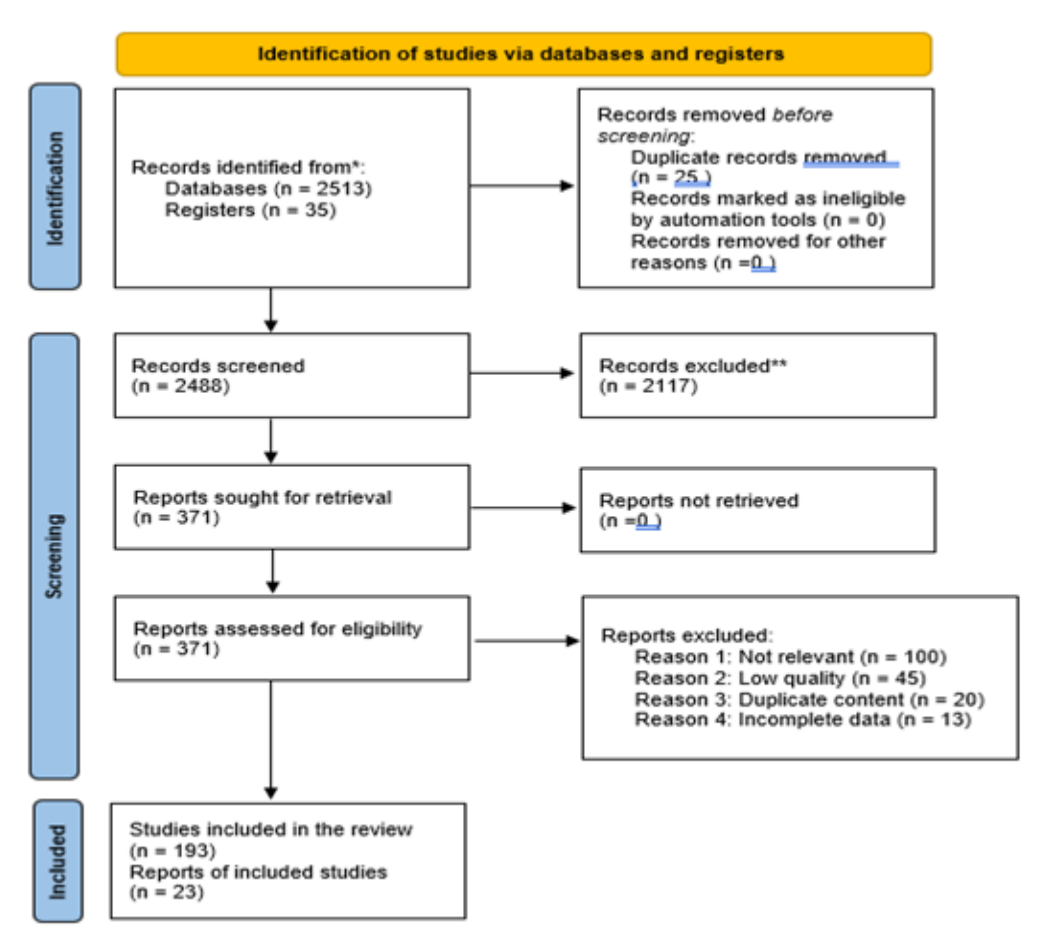 Identification of studies via databases and registers
Identification
Records identified from*:
Databases (n = 2513)
Registers (n = 35)
Records removed before
screening:
Duplicate records removed
(n = 25 )
Records marked as ineligible
by automation tools (n = 0)
Records removed for other
reasons (n =0 )
Screening
Records screened
(n = 2488)
Records excluded**
(n = 2117)
Reports sought for retrieval
(n = 371)
Reports not retrieved
(n =0 )
Reports assessed for eligibility
(n = 371)
Reports excluded:
Reason 1: Not relevant (n = 100)
Reason 2: Low quality (n = 45)
Reason 3: Duplicate content (n = 20)
Reason 4: Incomplete data (n = 13)
Included
Studies included in the review
(n = 193)
Reports of included studies
(n = 23)